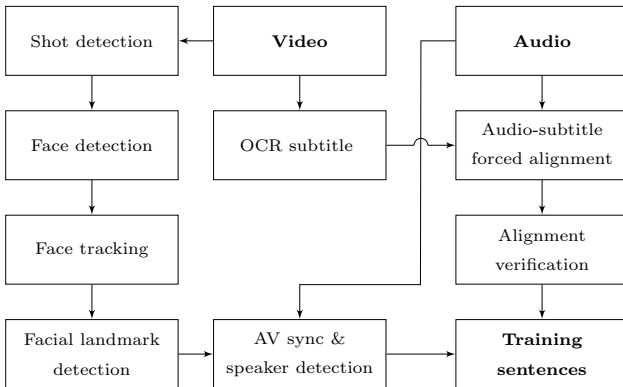 Shot detection
Video
Audio
Face detection
OCR subtitle
Audio-subtitle
forced alignment
Face tracking
Alignment
verification
Facial landmark
detection
AV sync &
speaker detection
Training
sentences